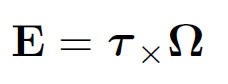 E = τ × Ω